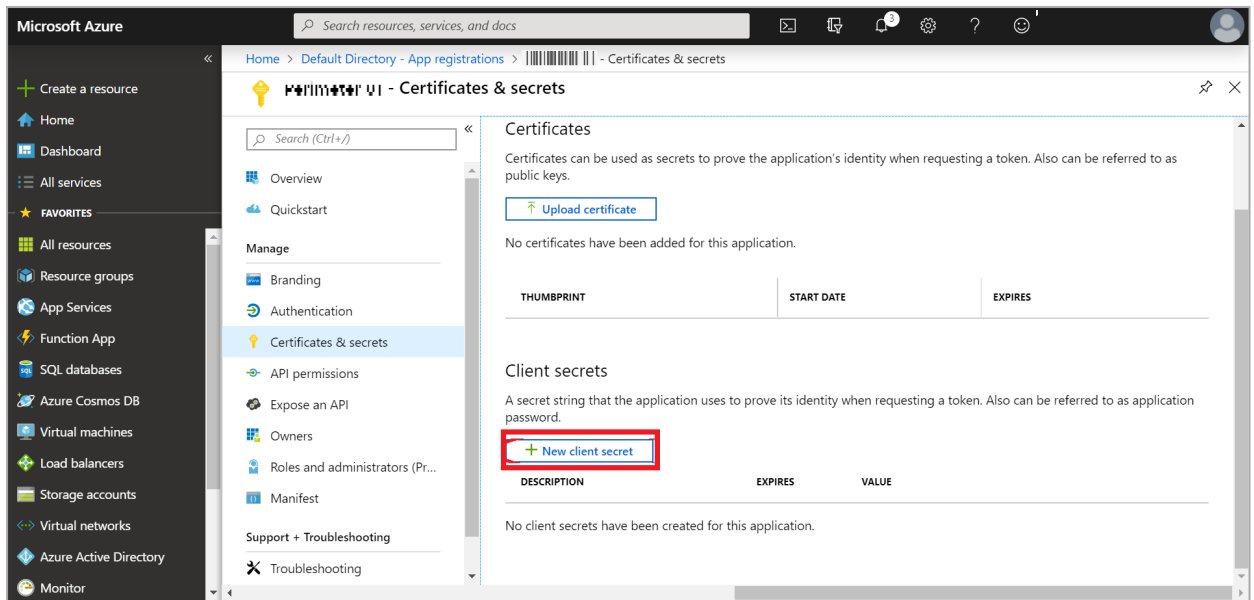 Microsoft Azure
Search resources, services, and docs
3
?
Home > Default Directory - App registrations > - Certificates & secrets
- Certificates & secrets
Create a resource
Home
Dashboard
All services
FAVORITES
All resources
Resource groups
App Services
Function App
SQL databases
Azure Cosmos DB
Virtual machines
Load balancers
Storage accounts
Virtual networks
Azure Active Directory
Monitor
Search (Ctrl+/)
Overview
Quickstart
Manage
Branding
Authentication
Certificates & secrets
API permissions
Expose an API
Owners
Roles and administrators (Pr...
Manifest
Support + Troubleshooting
Troubleshooting
Certificates
Certificates can be used as secrets to prove the application's identity when requesting a token. Also can be referred to as
public keys.
Upload certificate
No certificates have been added for this application.
THUMBPRINT START DATE EXPIRES
Client secrets
A secret string that the application uses to prove its identity when requesting a token. Also can be referred to as application
password.
New client secret
DESCRIPTION EXPIRES VALUE
No client secrets have been created for this application.